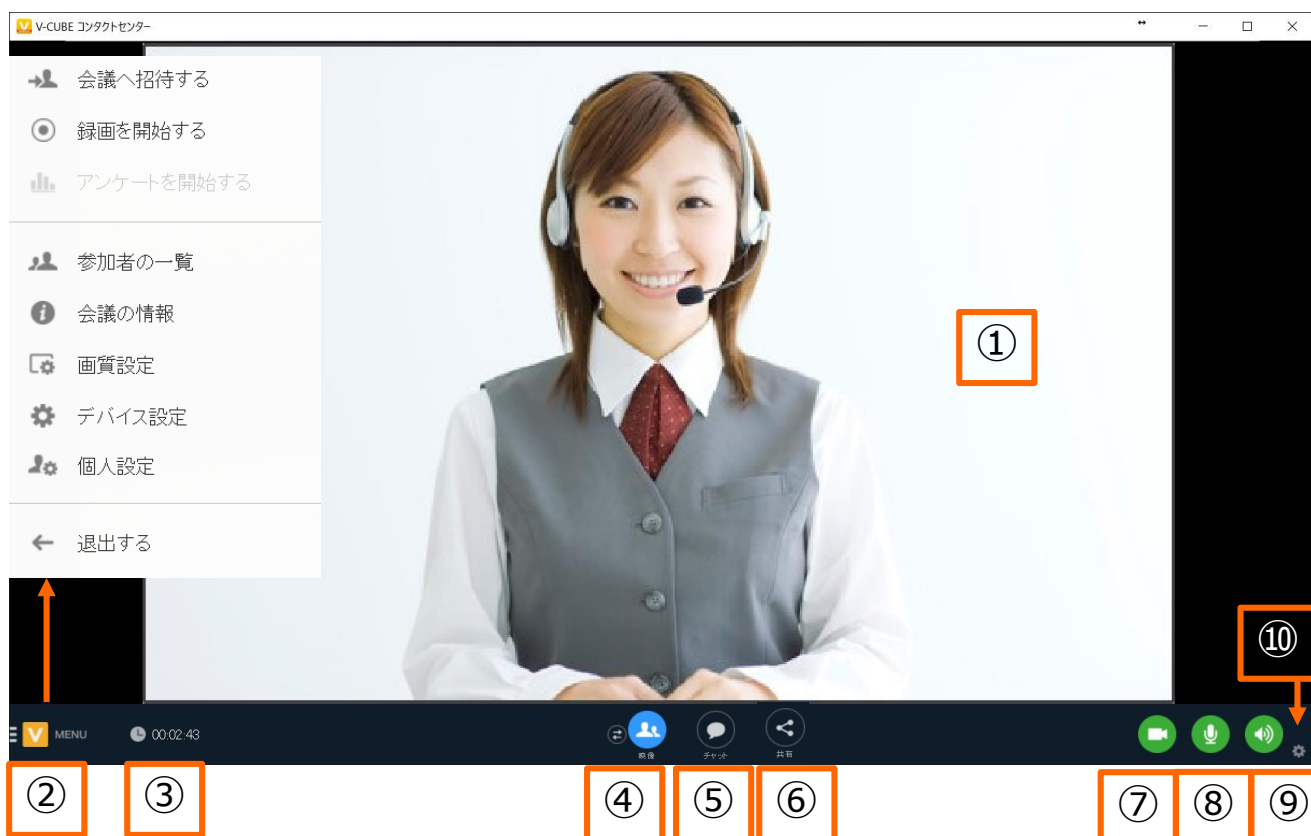 V-CUBE コンタクトセンター
会議へ招待する
録画を開始する
アンケートを開始する
参加者の一覧
会議の情報
画質設定
デバイス設定
個人設定
退出する
①
⑩
V MENU 00:02:43
映像 チャット 共有
② ③ ④ ⑤ ⑥ ⑦ ⑧ ⑨